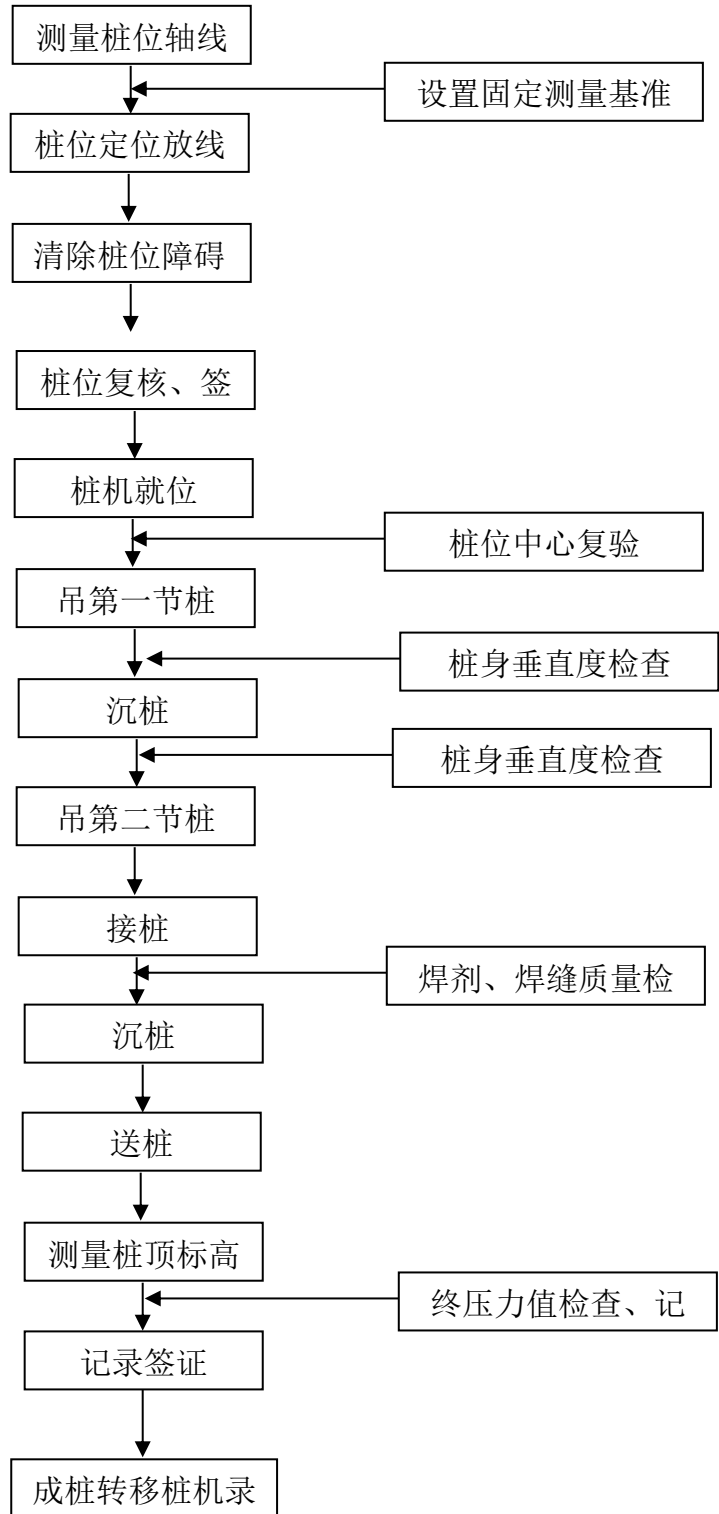 测量桩位轴线
设置固定测量基准
桩位定位放线
清除桩位障碍
桩位复核、签
桩机就位
桩位中心复验
吊第一节桩
桩身垂直度检查
沉桩
桩身垂直度检查
吊第二节桩
接桩
焊剂、焊缝质量检
沉桩
送桩
测量桩顶标高
终压力值检查、记
记录签证
成桩转移桩机录